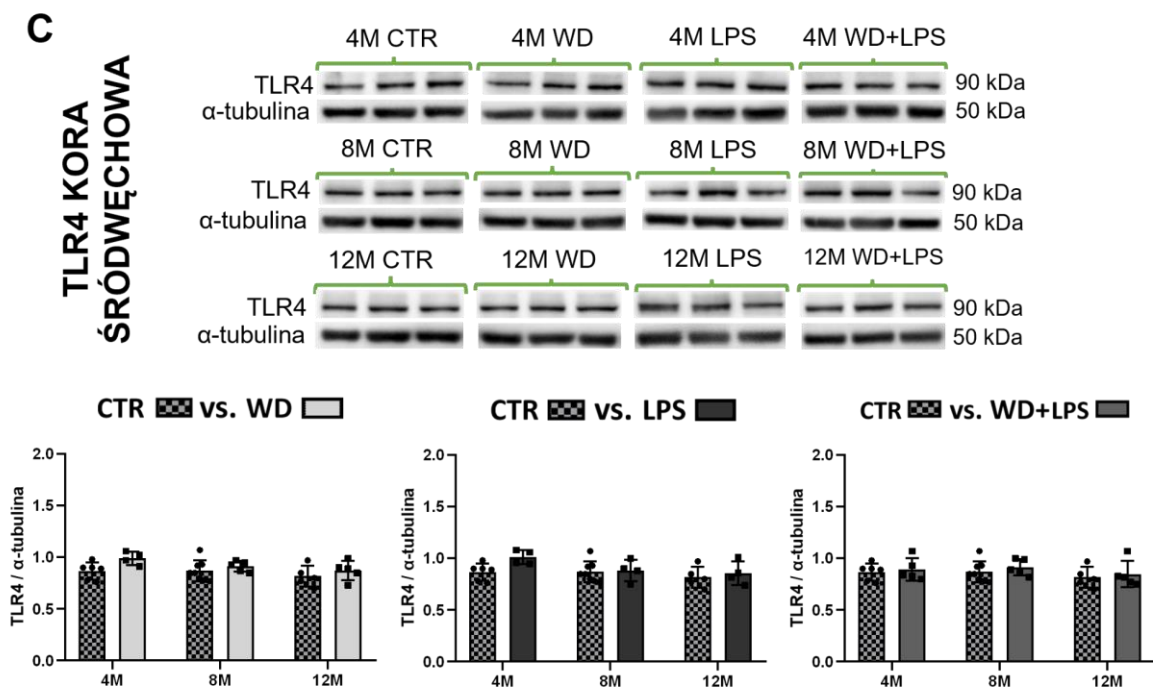 C
TLR4 KORA
ŚRÓDWĘCHOWA
4M CTR 4M WD 4M LPS 4M WD+LPS
TLR4 90 kDa
α-tubulina 50 kDa
8M CTR 8M WD 8M LPS 8M WD+LPS
TLR4 90 kDa
α-tubulina 50 kDa
12M CTR 12M WD 12M LPS 12M WD+LPS
TLR4 90 kDa
α-tubulina 50 kDa
CTR vs. WD
TLR4 / α-tubulina
2.0
1.5
1.0
0.5
0.0
4M 8M 12M
CTR vs. LPS
TLR4 / α-tubulina
2.0
1.5
1.0
0.5
0.0
4M 8M 12M
CTR vs. WD+LPS
TLR4 / α-tubulina
2.0
1.5
1.0
0.5
0.0
4M 8M 12M